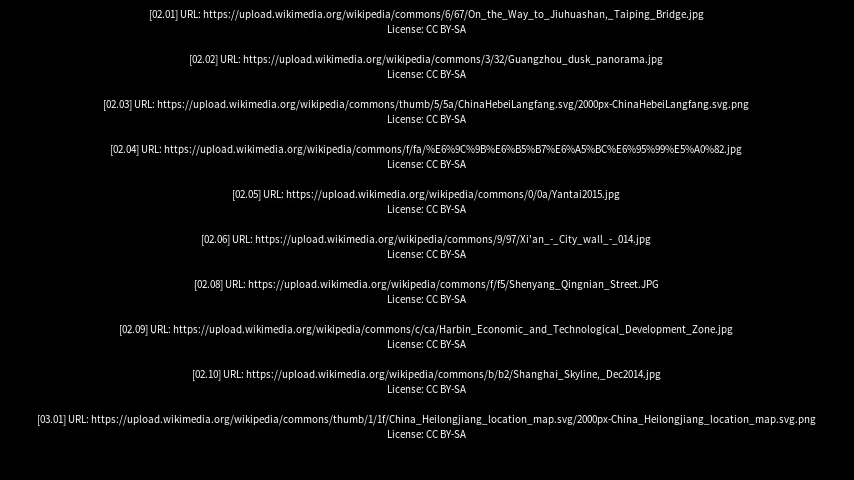 [02.01] URL: https://upload.wikimedia.org/wikipedia/commons/6/67/On_the_Way_to_Jiuhuashan,_Taiping_Bridge.jpg
License: CC BY-SA
[02.02] URL: https://upload.wikimedia.org/wikipedia/commons/3/32/Guangzhou_dusk_panorama.jpg
License: CC BY-SA
[02.03] URL: https://upload.wikimedia.org/wikipedia/commons/thumb/5/5a/ChinaHebeiLangfang.svg/2000px-ChinaHebeiLangfang.svg.png
License: CC BY-SA
[02.04] URL: https://upload.wikimedia.org/wikipedia/commons/f/fa/%E6%9C%9B%E6%B5%B7%E6%A5%BC%E6%95%99%E5%A0%82.jpg
License: CC BY-SA
[02.05] URL: https://upload.wikimedia.org/wikipedia/commons/0/0a/Yantai2015.jpg
License: CC BY-SA
[02.06] URL: https://upload.wikimedia.org/wikipedia/commons/9/97/Xi'an_-_City_wall_-_014.jpg
License: CC BY-SA
[02.08] URL: https://upload.wikimedia.org/wikipedia/commons/f/f5/Shenyang_Qingnian_Street.JPG
License: CC BY-SA
[02.09] URL: https://upload.wikimedia.org/wikipedia/commons/c/ca/Harbin_Economic_and_Technological_Development_Zone.jpg
License: CC BY-SA
[02.10] URL: https://upload.wikimedia.org/wikipedia/commons/b/b2/Shanghai_Skyline,_Dec2014.jpg
License: CC BY-SA
[03.01] URL: https://upload.wikimedia.org/wikipedia/commons/thumb/1/1f/China_Heilongjiang_location_map.svg/2000px-China_Heilongjiang_location_map.svg.png
License: CC BY-SA